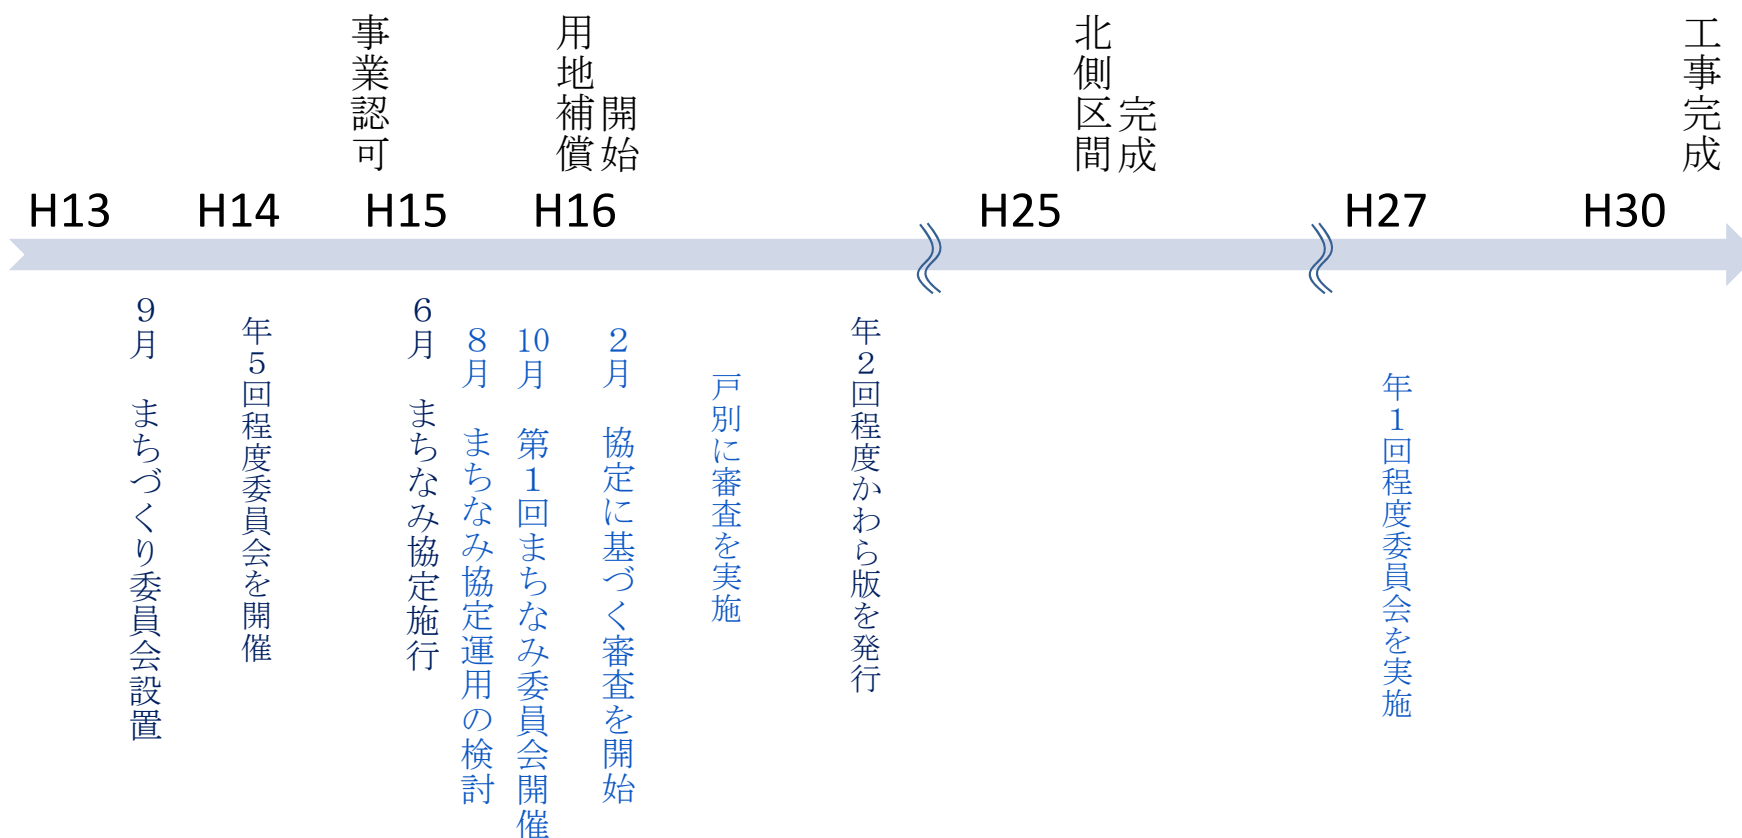 事業認可
用地補償
開始
北側区間
完成
工事完成
H13
H14
H15
H16
H25
H27
H30
９月　まちづくり委員会設置
年５回程度委員会を開催
６月　まちなみ協定施行
８月　まちなみ協定運用の検討
10月　第１回まちなみ委員会開催
２月　協定に基づく審査を開始
戸別に審査を実施
年２回程度かわら版を発行
年１回程度委員会を実施